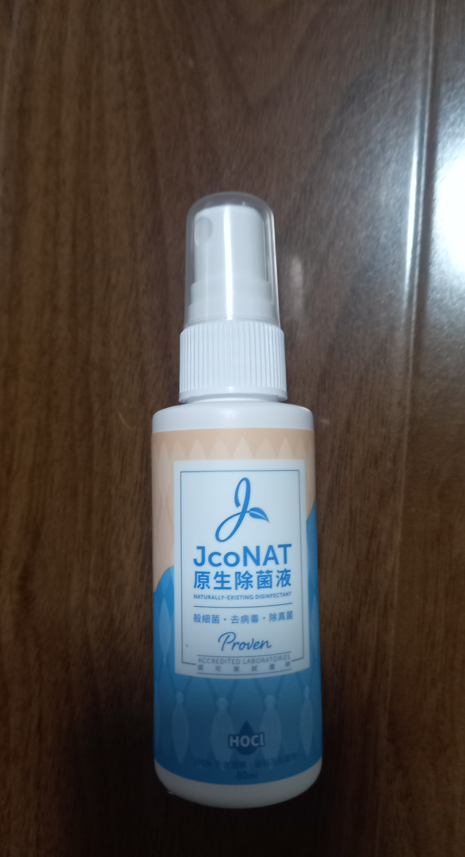 JcoNAT
原生除菌液
NATURALLY-EXISTING DISINFECTANT
殺細菌・去病毒・除真菌
Proven
ACCREDITED LABORATORIES
HOCl
60ml